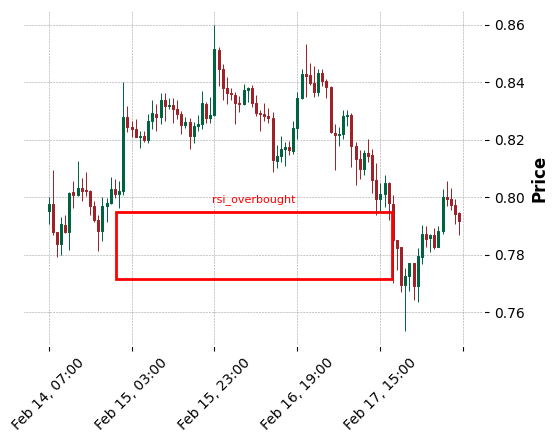 0.86
0.84
0.82
rsi_overbought
0.80
0.78
0.76
Price
Feb 14, 07:00
Feb 15, 03:00
Feb 15, 23:00
Feb 16, 19:00
Feb 17, 15:00